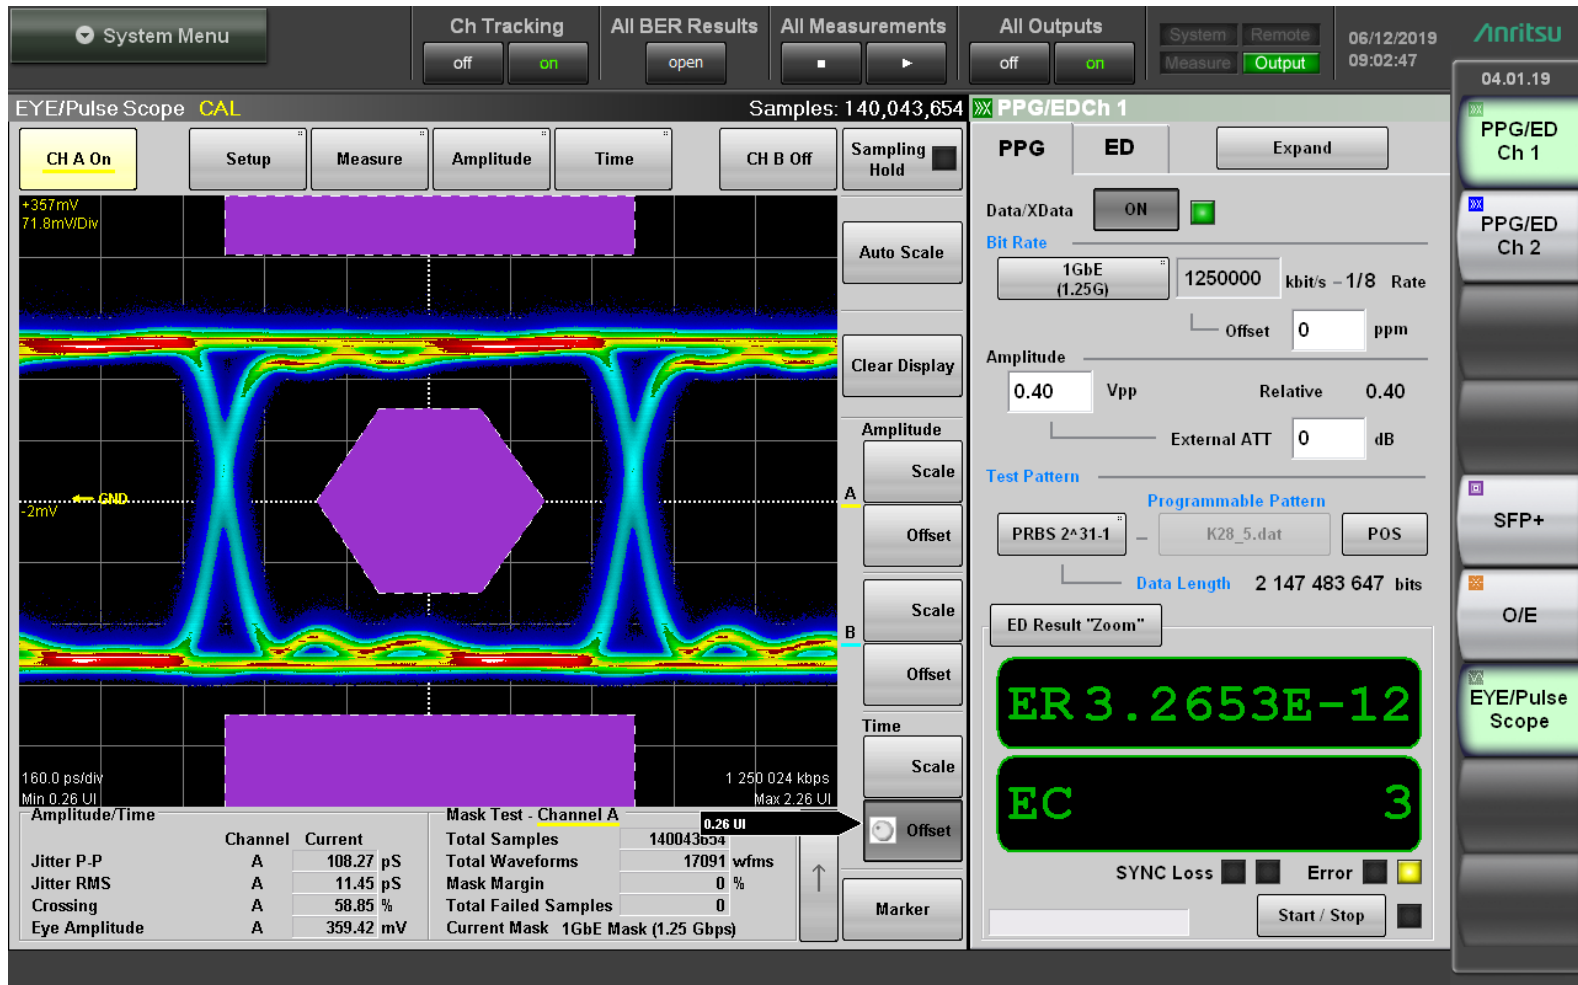 System Menu
Ch Tracking
off on
All BER Results
open
All Measurements
All Outputs
off on
System Remote
Measure Output
06/12/2019
09:02:47
Anritsu
04.01.19
EYE/Pulse Scope CAL
Samples: 140,043,654
CH A On
Setup
Measure
Amplitude
Time
CH B Off
Sampling
Hold
+357mV
71.8mV/Div
GND
-2mV
160.0 ps/div
Min 0.26 UI
1 250 024 kbps
Max 2.26 UI
Auto Scale
Clear Display
Amplitude
Scale
A
Offset
Scale
B
Offset
Time
Scale
0.26 UI
Offset
Marker
Amplitude/Time
Channel Current
Jitter P-P A 108.27 pS
Jitter RMS A 11.45 pS
Crossing A 58.85 %
Eye Amplitude A 359.42 mV
Mask Test - Channel A
Total Samples 140043654
Total Waveforms 17091 wfms
Mask Margin 0 %
Total Failed Samples 0
Current Mask 1GbE Mask (1.25 Gbps)
PPG/EDCh 1
PPG ED Expand
Data/XData ON
Bit Rate
1GbE
(1.25G)
1250000 kbit/s – 1/8 Rate
Offset 0 ppm
Amplitude
0.40 Vpp Relative 0.40
External ATT 0 dB
Test Pattern
Programmable Pattern
PRBS 2^31-1 – K28_5.dat POS
Data Length 2 147 483 647 bits
ED Result "Zoom"
ER 3.2653E-12
EC 3
SYNC Loss Error
Start / Stop
PPG/ED
Ch 1
PPG/ED
Ch 2
SFP+
O/E
EYE/Pulse
Scope